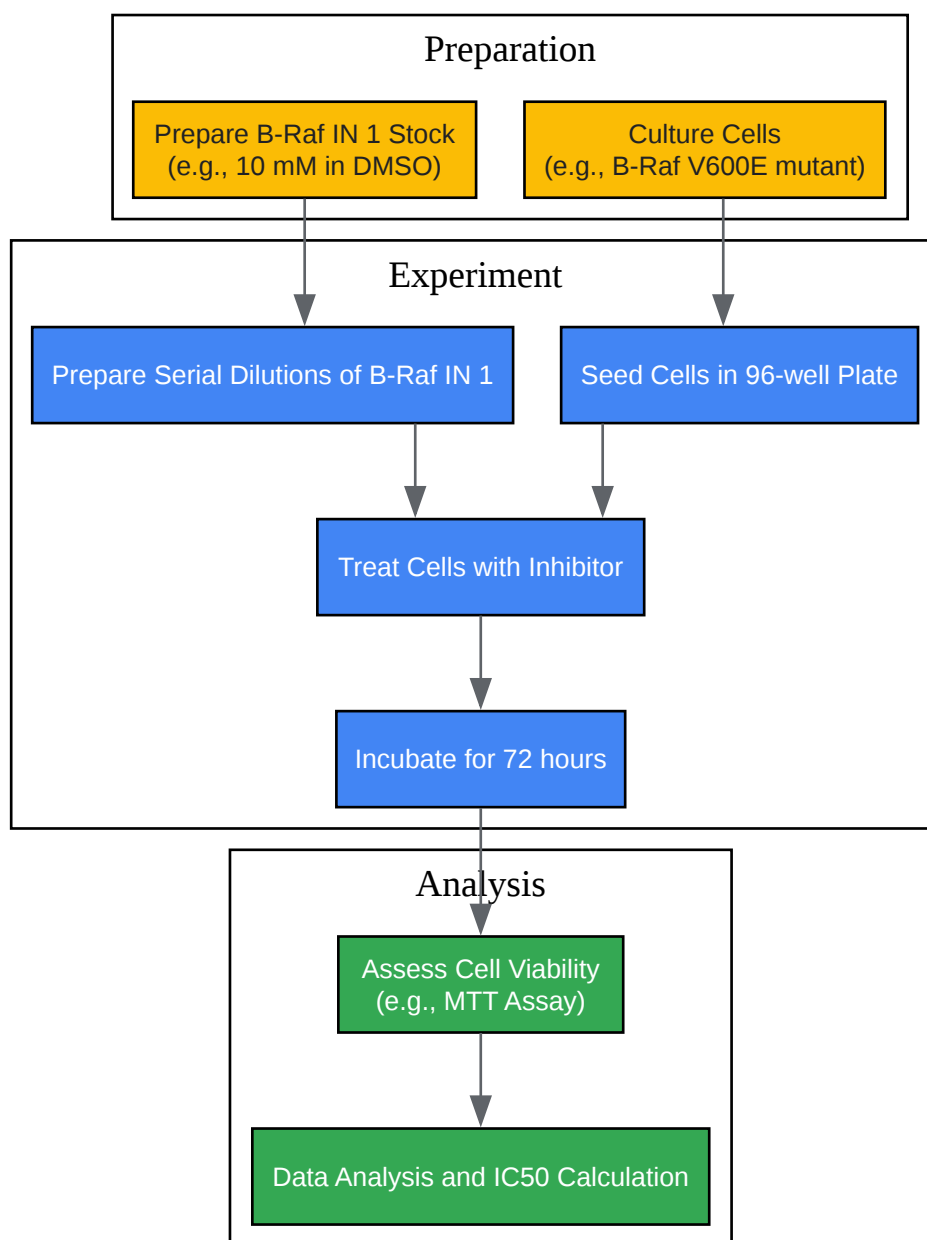 Preparation
Prepare B-Raf IN 1 Stock
(e.g., 10 mM in DMSO)
Culture Cells
(e.g., B-Raf V600E mutant)
Experiment
Prepare Serial Dilutions of B-Raf IN 1
Seed Cells in 96-well Plate
Treat Cells with Inhibitor
Incubate for 72 hours
Analysis
Assess Cell Viability
(e.g., MTT Assay)
Data Analysis and IC50 Calculation